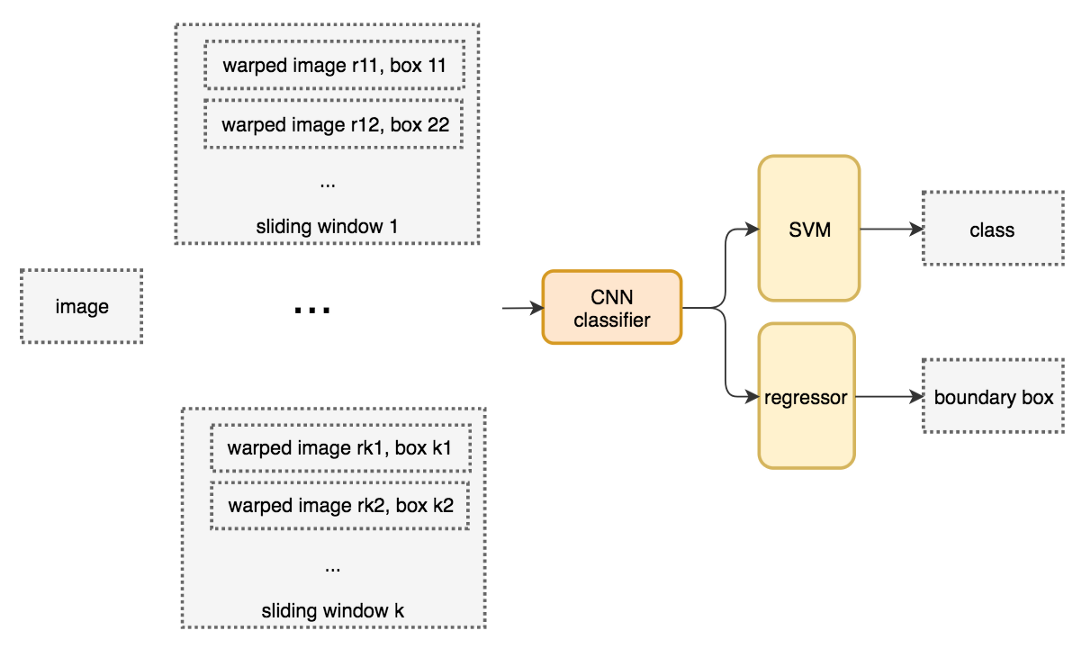 warped image r11, box 11
warped image r12, box 22
...
sliding window 1
image
...
CNN
classifier
SVM
class
regressor
boundary box
warped image rk1, box k1
warped image rk2, box k2
...
sliding window k